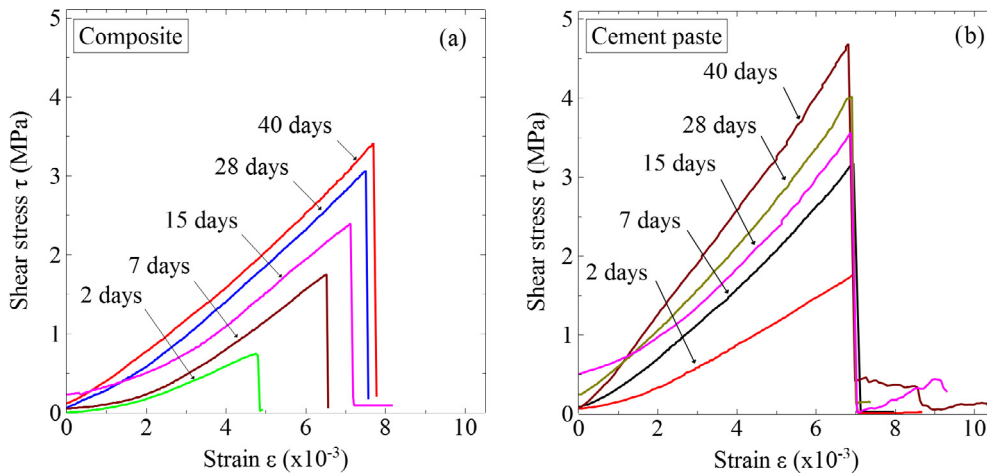 Composite
(a)
40 days
28 days
15 days
7 days
2 days
Shear stress τ (MPa)
5
4
3
2
1
0
0 2 4 6 8 10
Strain ε (x10⁻³)
Cement paste
(b)
40 days
28 days
15 days
7 days
2 days
Shear stress τ (MPa)
5
4
3
2
1
0
0 2 4 6 8 10
Strain ε (x10⁻³)